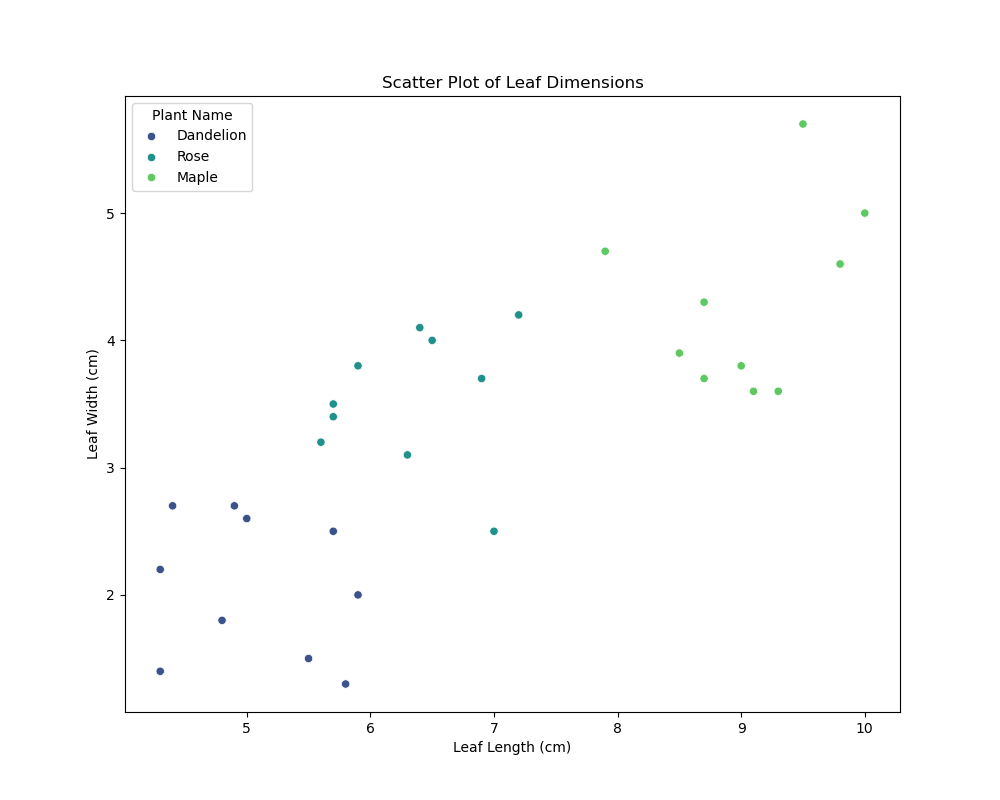 Scatter Plot of Leaf Dimensions
Plant Name
Dandelion
Rose
Maple
5
4
3
2
Leaf Width (cm)
5 6 7 8 9 10
Leaf Length (cm)